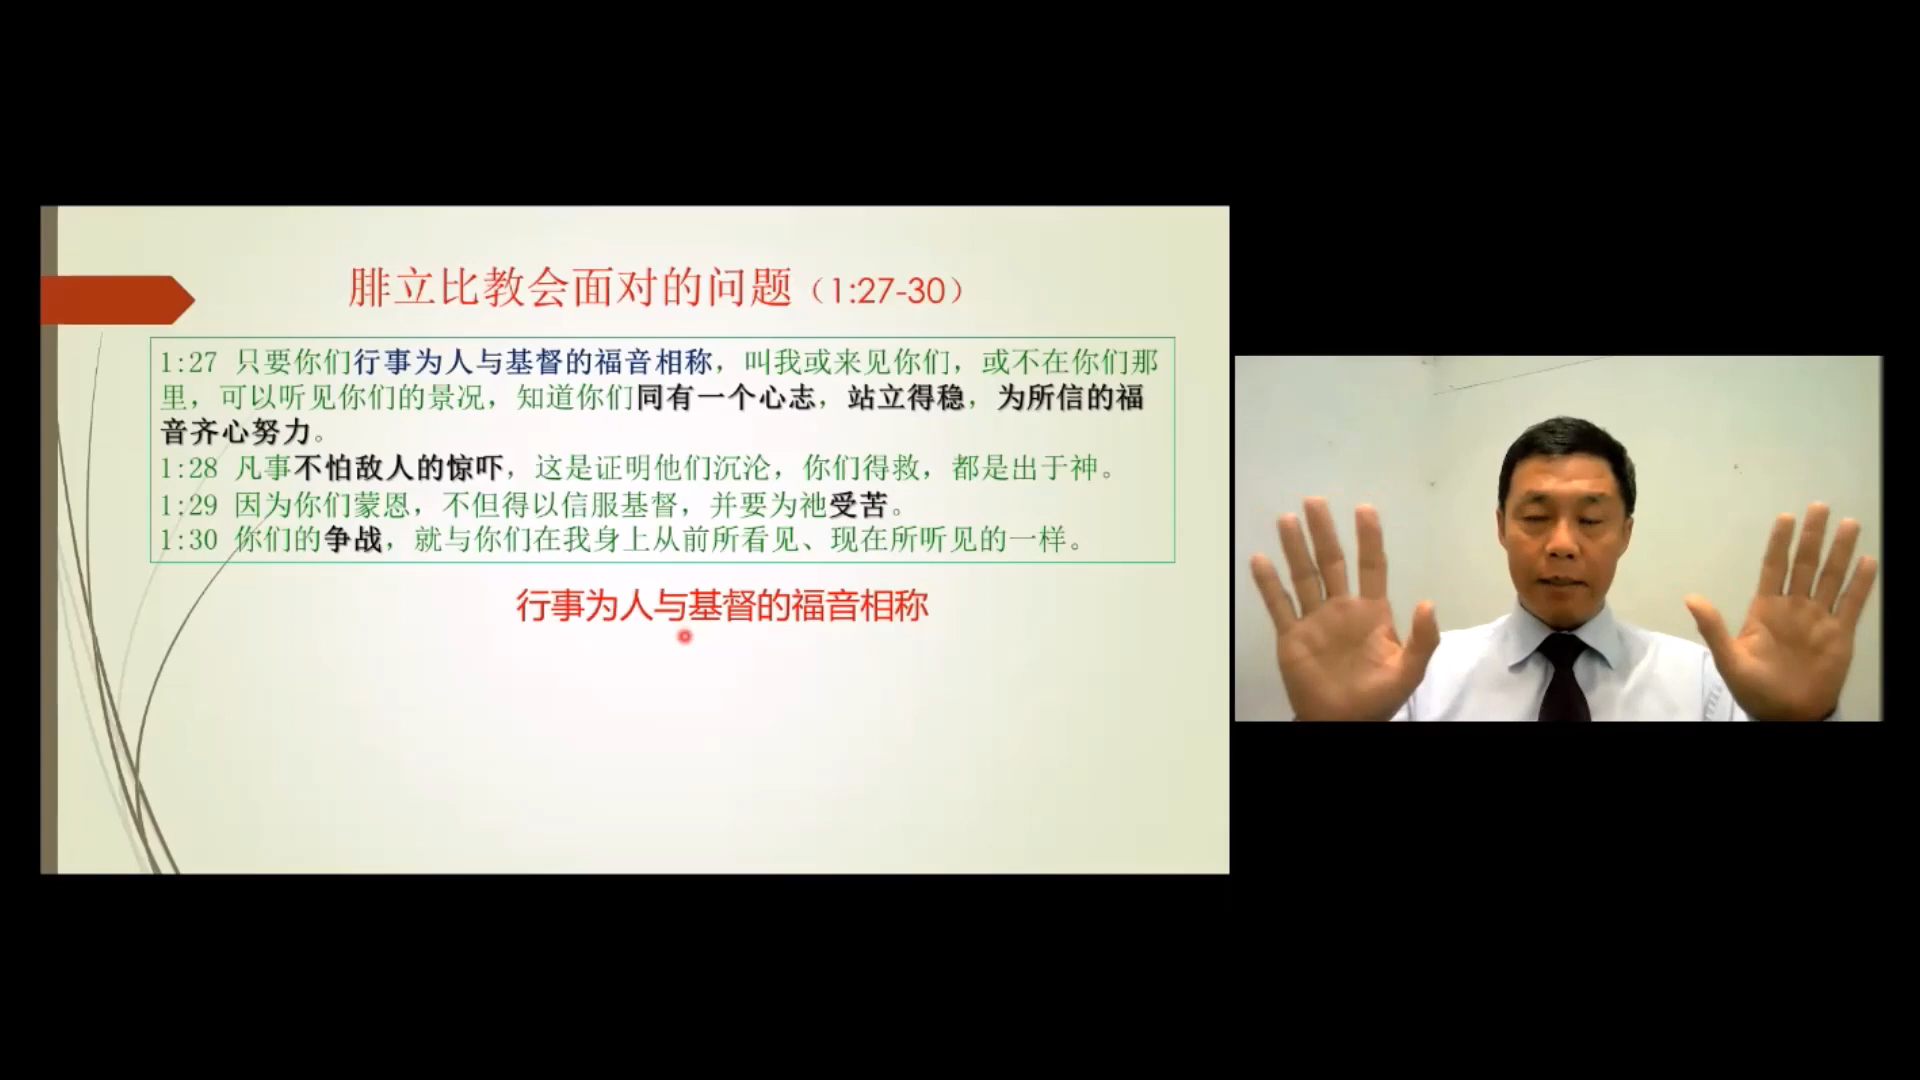 腓立比教会面对的问题（1:27-30）
1:27 只要你们行事为人与基督的福音相称，叫我或来见你们，或不在你们那
里，可以听见你们的景况，知道你们同有一个心志，站立得稳，为所信的福
音齐心努力。
1:28 凡事不怕敌人的惊吓，这是证明他们沉沦，你们得救，都是出于神。
1:29 因为你们蒙恩，不但得以信服基督，并要为祂受苦。
1:30 你们的争战，就与你们在我身上从前所看见、现在所听见的一样。
行事为人与基督的福音相称